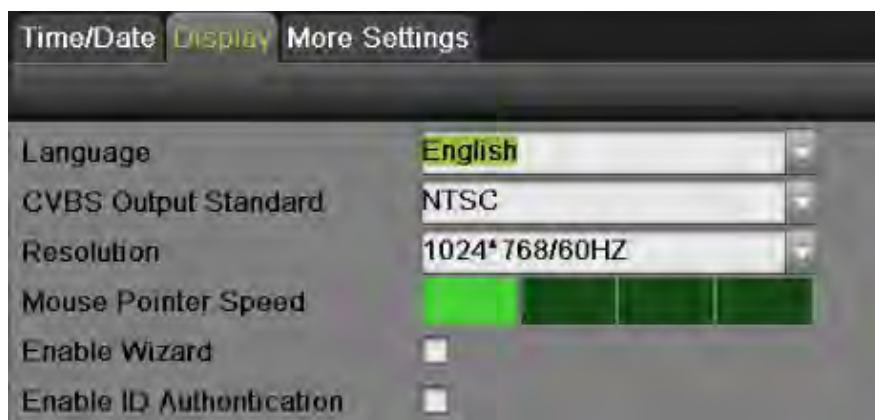 Time/Date Display More Settings
Language English
CVBS Output Standard NTSC
Resolution 1024*768/60HZ
Mouse Pointer Speed
Enable Wizard
Enable ID Authentication